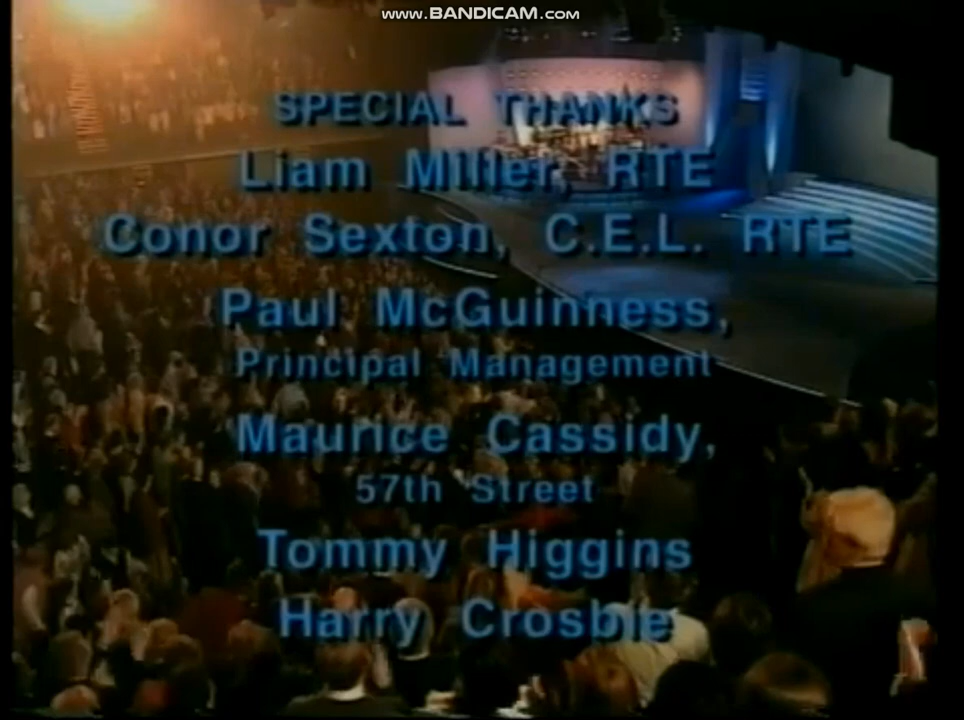 www.BANDICAM.com
SPECIAL THANKS
Liam Miller, RTE
Conor Sexton, C.E.L. RTE
Paul McGuinness,
Principal Management
Maurice Cassidy,
57th Street
Tommy Higgins
Harry Crosbie